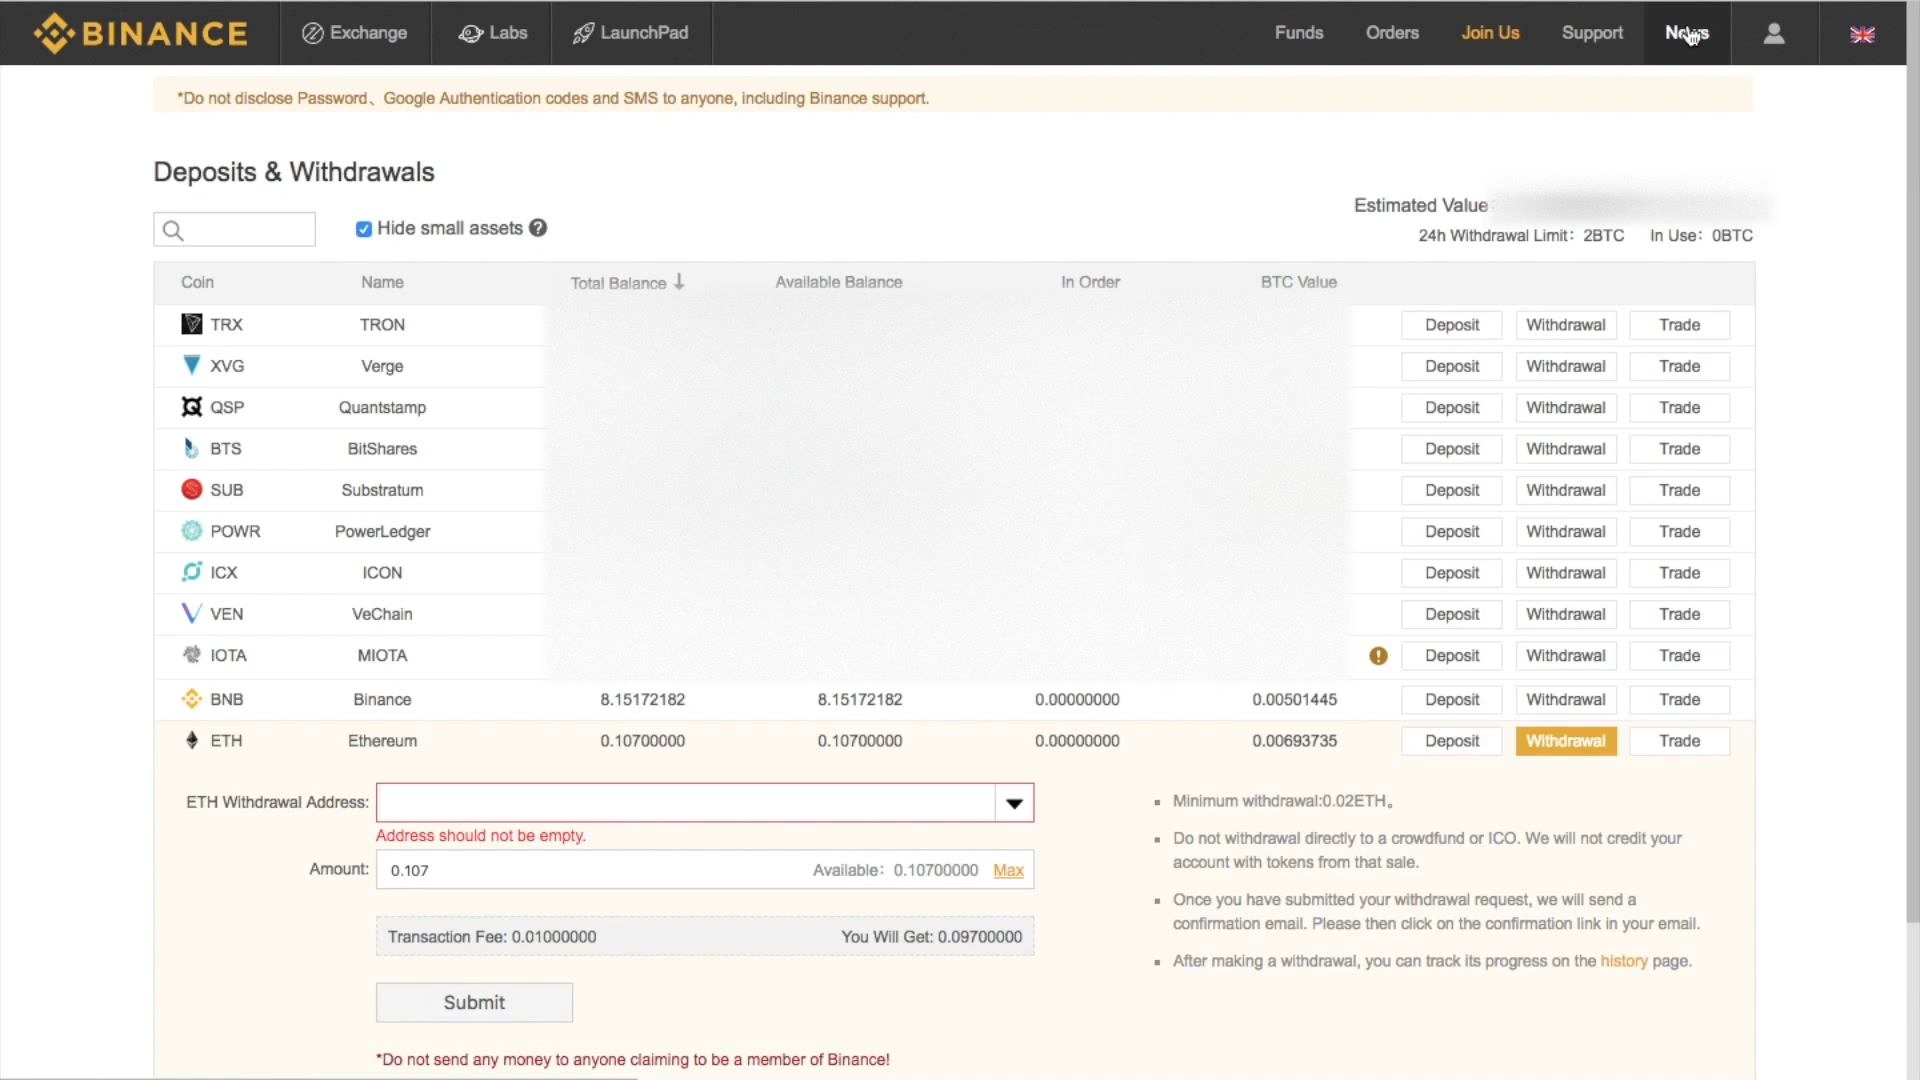 BINANCE Exchange Labs LaunchPad Funds Orders Join Us Support News
*Do not disclose Password、Google Authentication codes and SMS to anyone, including Binance support.
Deposits & Withdrawals
Estimated Value:
Hide small assets ?
24h Withdrawal Limit： 2BTC In Use： 0BTC
Coin Name Total Balance Available Balance In Order BTC Value
TRX TRON Deposit Withdrawal Trade
XVG Verge Deposit Withdrawal Trade
QSP Quantstamp Deposit Withdrawal Trade
BTS BitShares Deposit Withdrawal Trade
SUB Substratum Deposit Withdrawal Trade
POWR PowerLedger Deposit Withdrawal Trade
ICX ICON Deposit Withdrawal Trade
VEN VeChain Deposit Withdrawal Trade
IOTA MIOTA ! Deposit Withdrawal Trade
BNB Binance 8.15172182 8.15172182 0.00000000 0.00501445 Deposit Withdrawal Trade
ETH Ethereum 0.10700000 0.10700000 0.00000000 0.00693735 Deposit Withdrawal Trade
ETH Withdrawal Address:
Address should not be empty.
Amount: 0.107 Available： 0.10700000 Max
Transaction Fee: 0.01000000 You Will Get: 0.09700000
Submit
*Do not send any money to anyone claiming to be a member of Binance!
Minimum withdrawal:0.02ETH。
Do not withdrawal directly to a crowdfund or ICO. We will not credit your
account with tokens from that sale.
Once you have submitted your withdrawal request, we will send a
confirmation email. Please then click on the confirmation link in your email.
After making a withdrawal, you can track its progress on the history page.